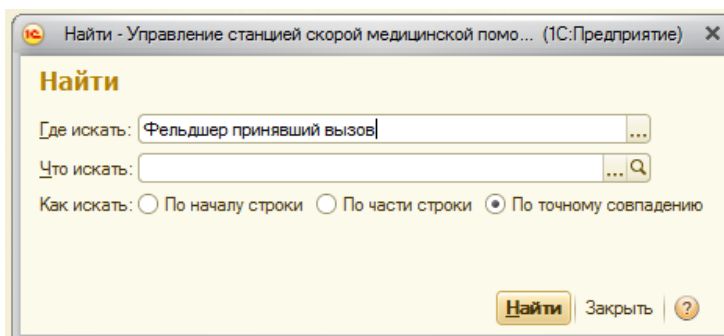 1С Найти - Управление станцией скорой медицинской помо... (1С:Предприятие)
Найти
Где искать: Фельдшер принявший вызов ...
Что искать: ...
Как искать: По началу строки По части строки По точному совпадению
Найти Закрыть ?